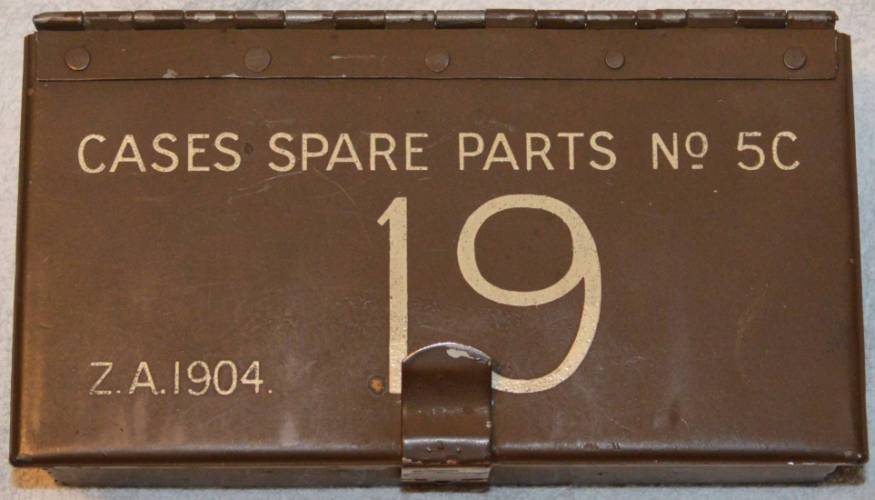 CASES SPARE PARTS Nº 5C
19
Z.A.1904.